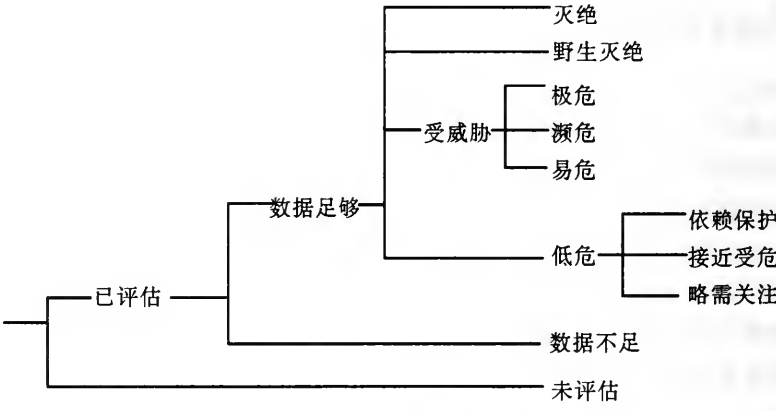 灭绝
野生灭绝
极危
受威胁
濒危
易危
数据足够
依赖保护
低危
接近受危
略需关注
已评估
数据不足
未评估